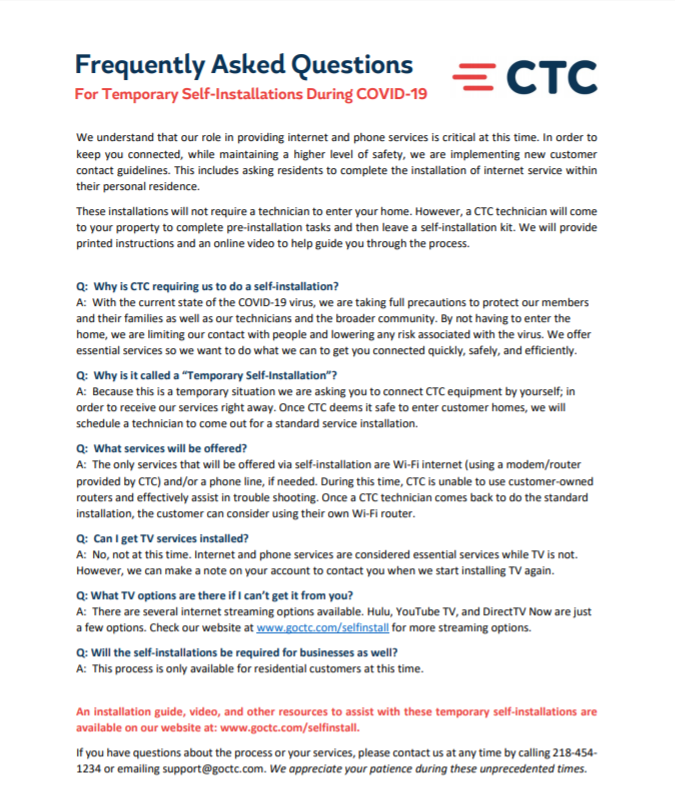 Frequently Asked Questions
CTC
For Temporary Self-Installations During COVID-19
We understand that our role in providing internet and phone services is critical at this time. In order to
keep you connected, while maintaining a higher level of safety, we are implementing new customer
contact guidelines. This includes asking residents to complete the installation of internet service within
their personal residence.
These installations will not require a technician to enter your home. However, a CTC technician will come
to your property to complete pre-installation tasks and then leave a self-installation kit. We will provide
printed instructions and an online video to help guide you through the process.
Q: Why is CTC requiring us to do a self-installation?
A: With the current state of the COVID-19 virus, we are taking full precautions to protect our members
and their families as well as our technicians and the broader community. By not having to enter the
home, we are limiting our contact with people and lowering any risk associated with the virus. We offer
essential services so we want to do what we can to get you connected quickly, safely, and efficiently.
Q: Why is it called a “Temporary Self-Installation”?
A: Because this is a temporary situation we are asking you to connect CTC equipment by yourself; in
order to receive our services right away. Once CTC deems it safe to enter customer homes, we will
schedule a technician to come out for a standard service installation.
Q: What services will be offered?
A: The only services that will be offered via self-installation are Wi-Fi internet (using a modem/router
provided by CTC) and/or a phone line, if needed. During this time, CTC is unable to use customer-owned
routers and effectively assist in trouble shooting. Once a CTC technician comes back to do the standard
installation, the customer can consider using their own Wi-Fi router.
Q: Can I get TV services installed?
A: No, not at this time. Internet and phone services are considered essential services while TV is not.
However, we can make a note on your account to contact you when we start installing TV again.
Q: What TV options are there if I can’t get it from you?
A: There are several internet streaming options available. Hulu, YouTube TV, and DirectTV Now are just
a few options. Check our website at www.goctc.com/selfinstall for more streaming options.
Q: Will the self-installations be required for businesses as well?
A: This process is only available for residential customers at this time.
An installation guide, video, and other resources to assist with these temporary self-installations are
available on our website at: www.goctc.com/selfinstall.
If you have questions about the process or your services, please contact us at any time by calling 218-454-
1234 or emailing support@goctc.com. We appreciate your patience during these unprecedented times.